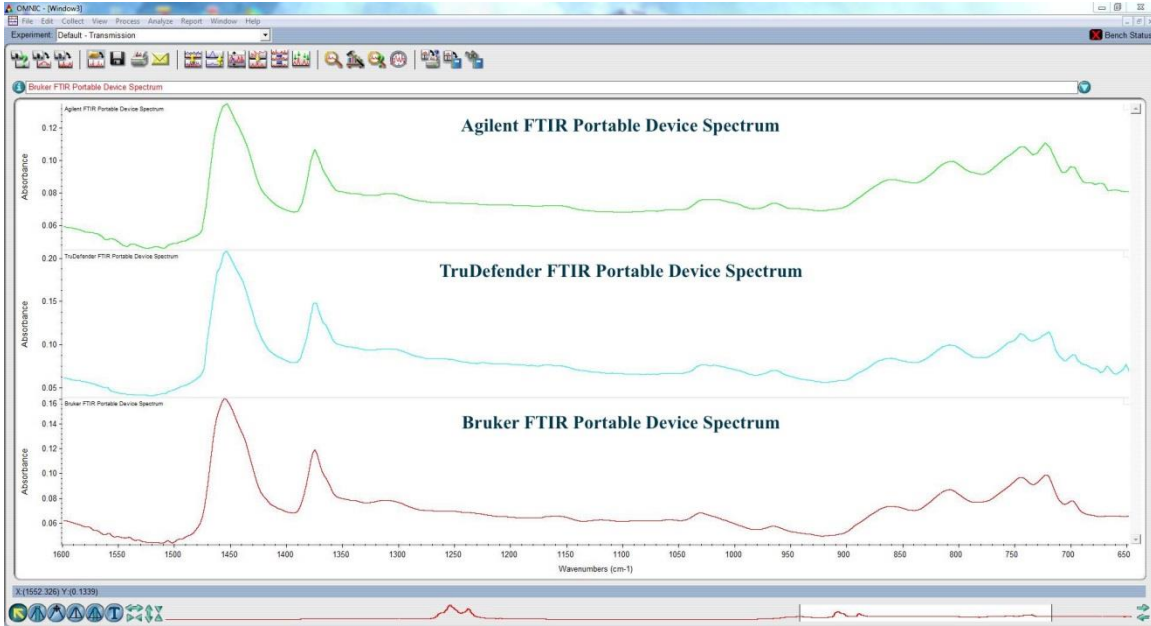 OMNIC - [Window3]
File Edit Collect View Process Analyze Report Window Help
Experiment: Default - Transmission
Bench Status
Bruker FTIR Portable Device Spectrum
Agilent FTIR Portable Device Spectrum
Agilent FTIR Portable Device Spectrum
0.12
0.10
0.08
0.06
Absorbance
TruDefender FTIR Portable Device Spectrum
TruDefender FTIR Portable Device Spectrum
0.20
0.15
0.10
0.05
Absorbance
Bruker FTIR Portable Device Spectrum
Bruker FTIR Portable Device Spectrum
0.16
0.14
0.12
0.10
0.08
0.06
Absorbance
1600 1550 1500 1450 1400 1350 1300 1250 1200 1150 1100 1050 1000 950 900 850 800 750 700 650
Wavenumbers (cm-1)
X:(1552.326) Y:(0.1339)
T